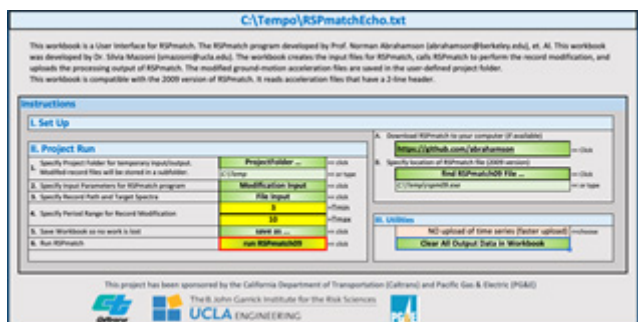 C:\Tempo\RSPmatchEcho.txt
This workbook is a User Interface for RSPmatch. The RSPmatch program developed by Prof. Norman Abrahamson (abrahamson@berkeley.edu), et. Al. This workbook
was developed by Dr. Silvia Mazzoni (smazzoni@ucla.edu). The workbook creates the input files for RSPmatch, calls RSPmatch to perform the record modification, and
uploads the processing output of RSPmatch. The modified ground-motion acceleration files are saved in the user-defined project folder.
This workbook is compatible with the 2009 version of RSPmatch. It reads acceleration files that have a 2-line header.
Instructions
I. Set Up
A. Download RSPmatch to your computer (if available)
https://github.com/abrahamson << Click
B. Specify location of RSPmatch file (2009 version)
find RSPmatch09 File ... << Click
C:\Temp\rspm09.exe << or type
II. Project Run
1. Specify Project Folder for temporary input/output. ProjectFolder ... << click
Modified record files will be stored in a subfolder. C:\Temp << or type
2. Specify Input Parameters for RSPmatch program Modification Input << click
3. Specify Record Path and Target Spectra File Input << click
4. Specify Period Range for Record Modification =Tmin
10 =Tmax
5. Save Workbook so no work is lost save as ... << click
6. Run RSPmatch run RSPmatch09 << click
III. Utilities
NO upload of time series (faster upload) <<choose
Clear All Output Data in Workbook
This project has been sponsored by the California Department of Transportation (Caltrans) and Pacific Gas & Electric (PG&E)
Caltrans
The B. John Garrick Institute for the Risk Sciences
UCLA ENGINEERING
PG&E